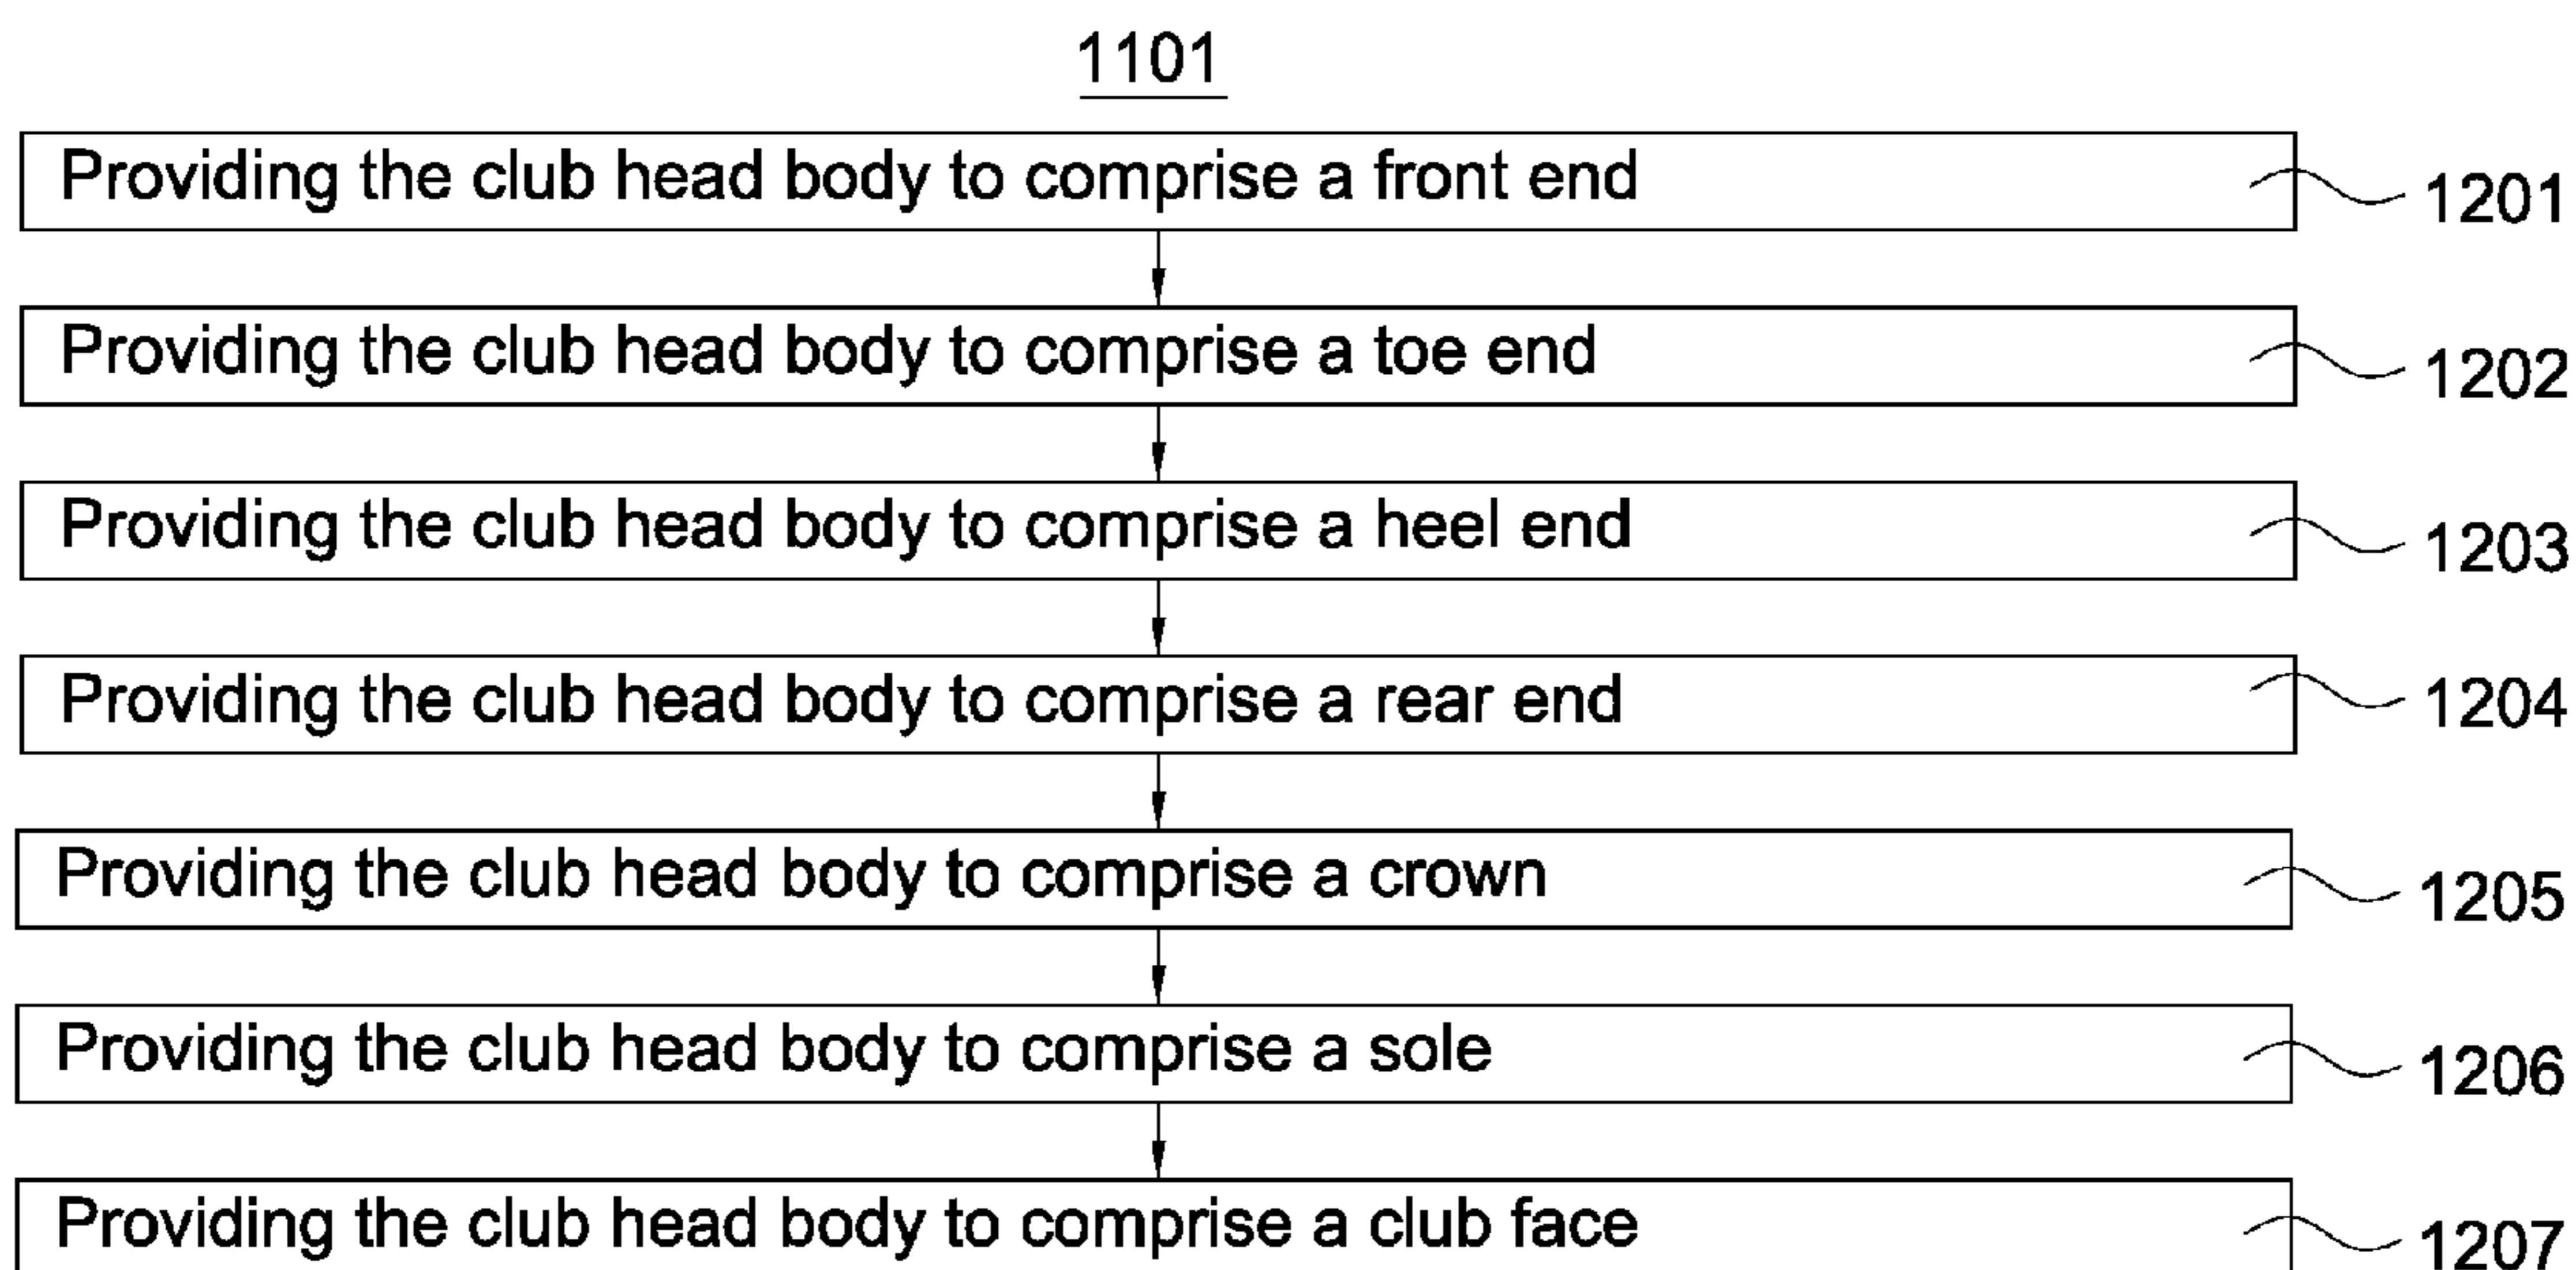 1101
Providing the club head body to comprise a front end 1201
Providing the club head body to comprise a toe end 1202
Providing the club head body to comprise a heel end 1203
Providing the club head body to comprise a rear end 1204
Providing the club head body to comprise a crown 1205
Providing the club head body to comprise a sole 1206
Providing the club head body to comprise a club face 1207